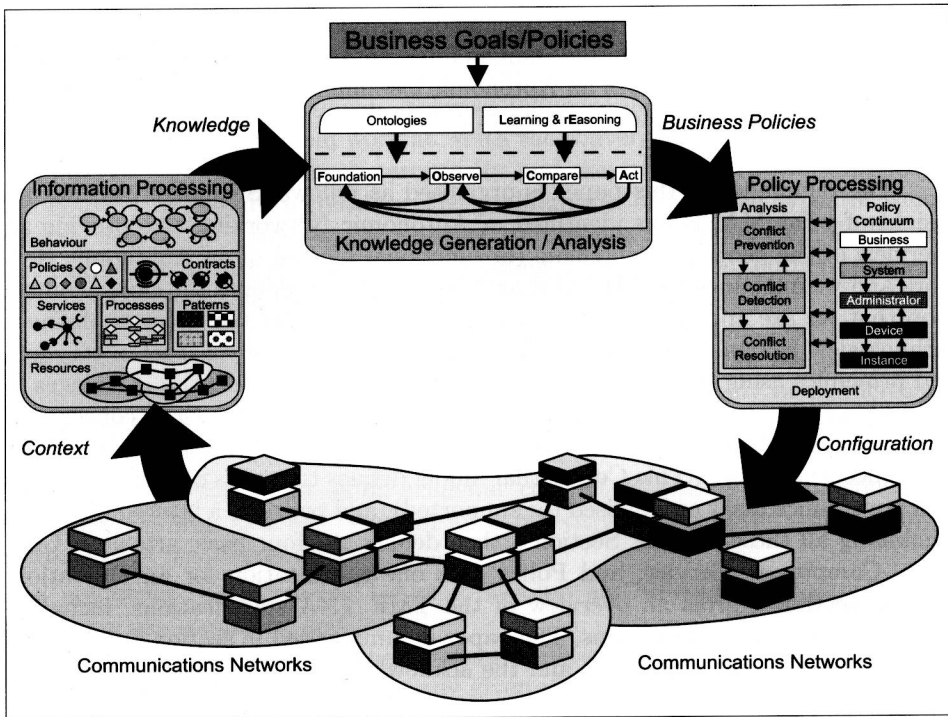 Business Goals/Policies
Knowledge
Ontologies
Learning & rEasoning
Business Policies
Foundation
Observe
Compare
Act
Knowledge Generation / Analysis
Information Processing
Behaviour
Policies
Contracts
Services
Processes
Patterns
Resources
Policy Processing
Analysis
Conflict
Prevention
Conflict
Detection
Conflict
Resolution
Policy
Continuum
Business
System
Administrator
Device
Instance
Deployment
Context
Configuration
Communications Networks
Communications Networks